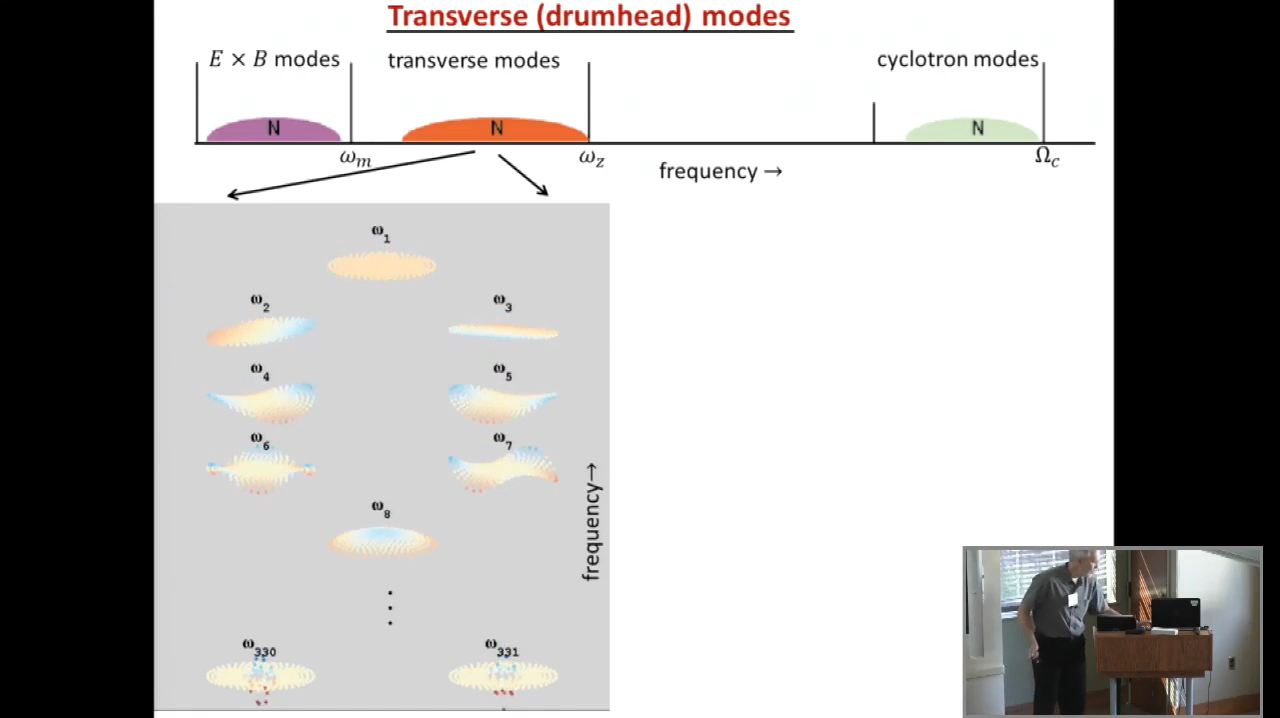 Transverse (drumhead) modes
E × B modes
transverse modes
cyclotron modes
N
N
N
ω_m
ω_z
Ω_c
frequency →
ω_1
ω_2
ω_3
ω_4
ω_5
ω_6
ω_7
ω_8
frequency→
⋮
ω_330
ω_331